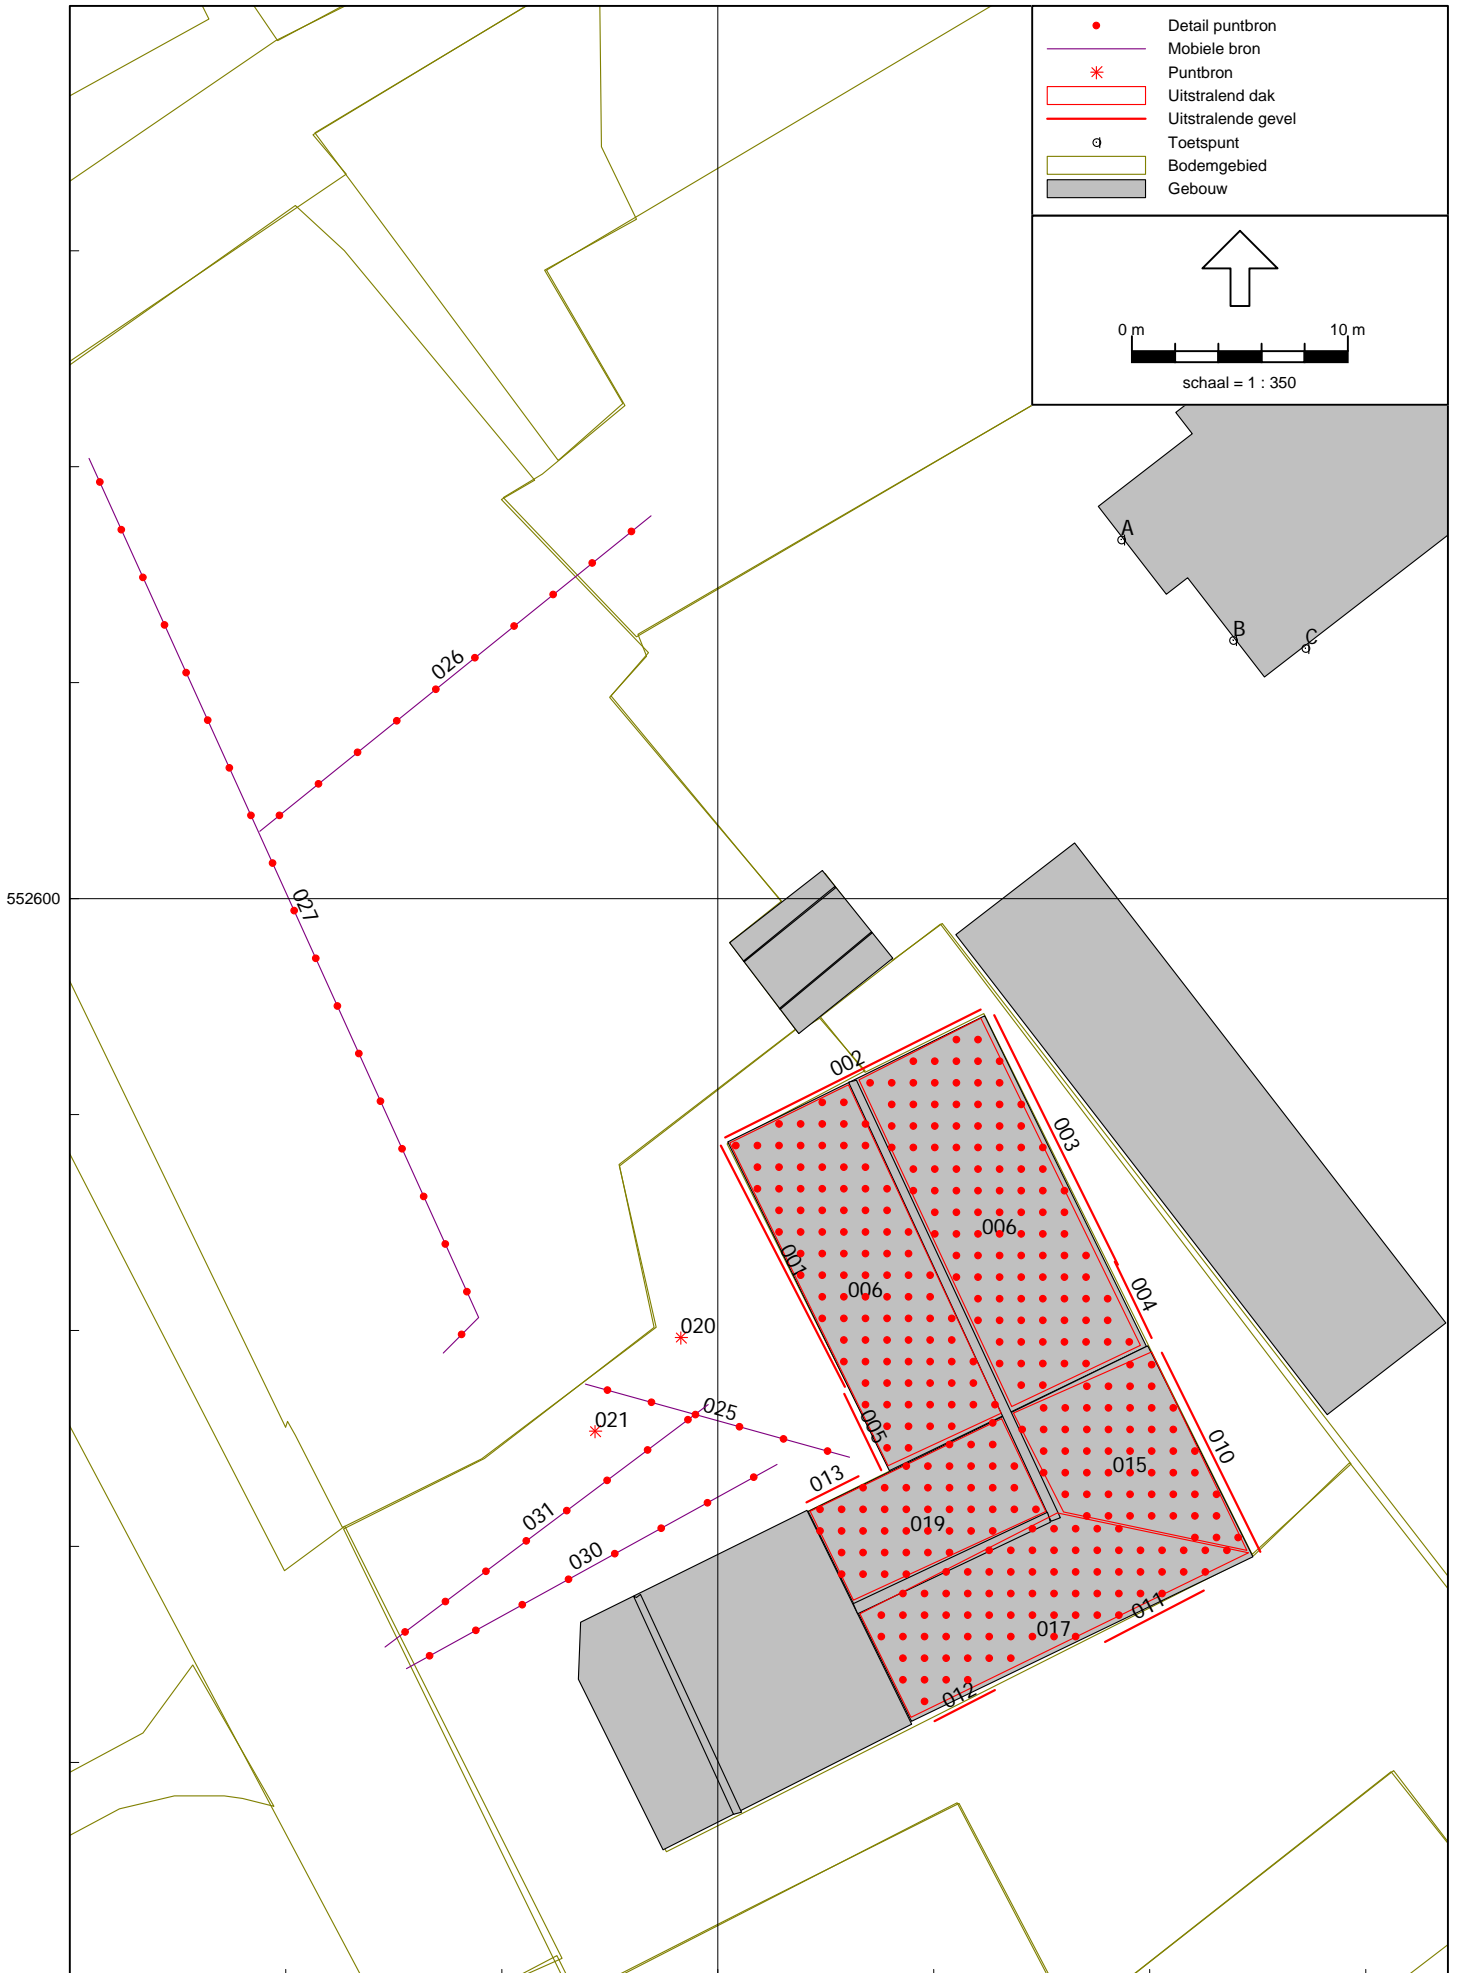 Detail puntbron
Mobiele bron
Puntbron
Uitstralend dak
Uitstralende gevel
Toetspunt
Bodemgebied
Gebouw
0 m 10 m
schaal = 1 : 350
A
B C
026
552600
027
002
003
006
001
006
004
020
025
021
005
010
013
015
031
019
030
011
017
012